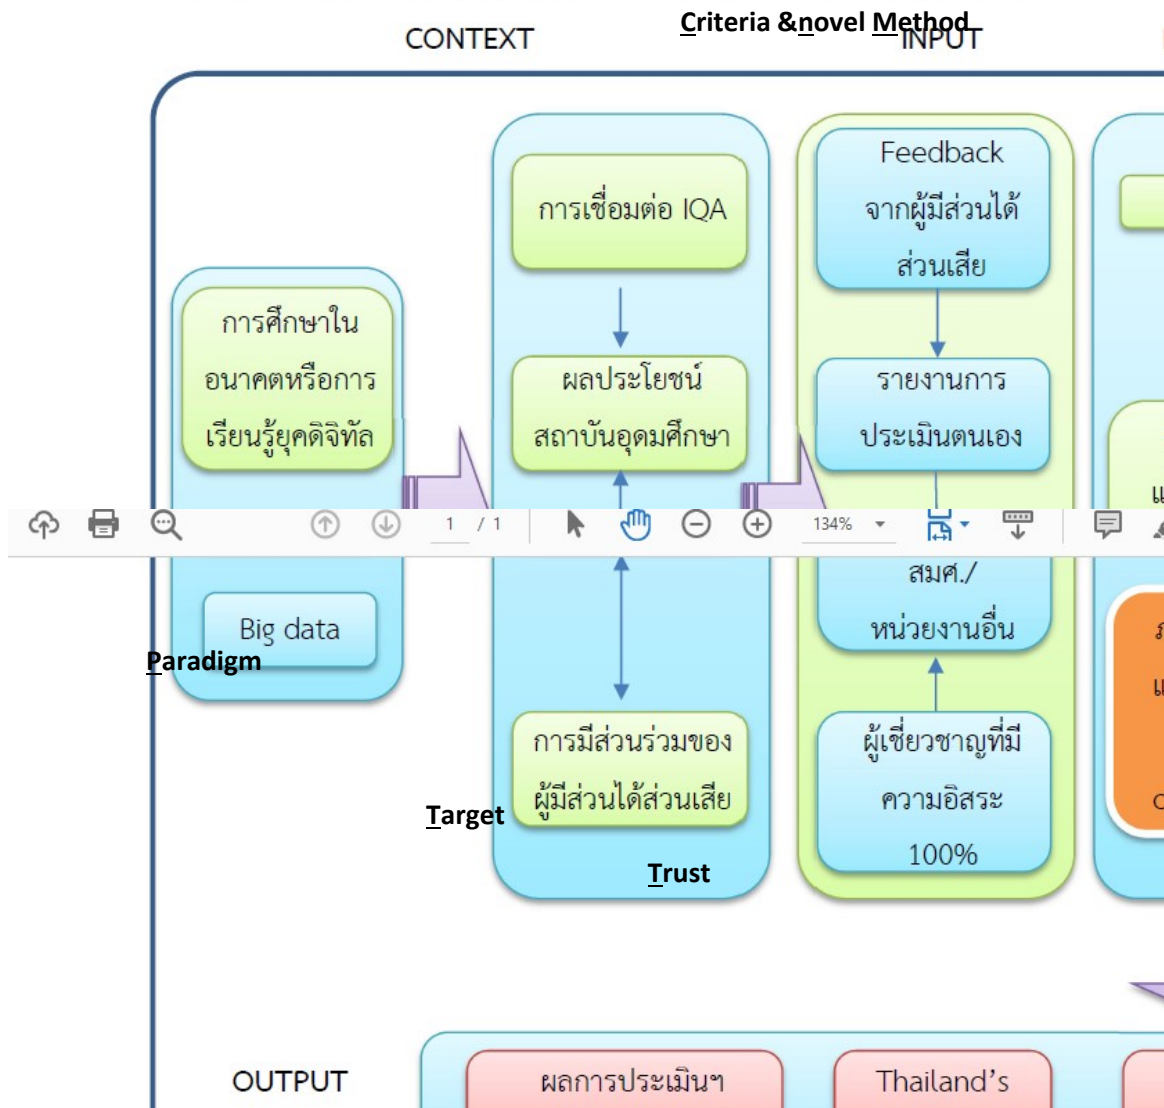 Criteria &novel Method
CONTEXT
INPUT
การเชื่อมต่อ IQA
Feedback
จากผู้มีส่วนได้
ส่วนเสีย
การศึกษาใน
อนาคตหรือการ
เรียนรู้ยุคดิจิทัล
ผลประโยชน์
สถาบันอุดมศึกษา
รายงานการ
ประเมินตนเอง
1 / 1
134%
สมศ./
หน่วยงานอื่น
Big data
Paradigm
การมีส่วนร่วมของ
ผู้มีส่วนได้ส่วนเสีย
ผู้เชี่ยวชาญที่มี
ความอิสระ
100%
Target
Trust
OUTPUT
ผลการประเมินฯ
Thailand's